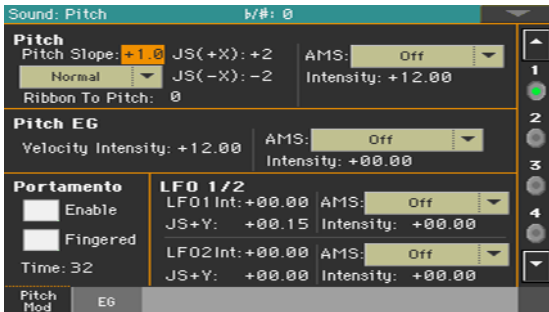 Sound: Pitch ♭/#: 0
Pitch
Pitch Slope: +1.0 JS(+X): +2 AMS: Off
Normal JS(-X): -2 Intensity: +12.00
Ribbon To Pitch: 0
Pitch EG
Velocity Intensity: +12.00 AMS: Off
Intensity: +00.00
Portamento
Enable
Fingered
Time: 32
LFO 1/2
LFO1 Int: +00.00 AMS: Off
JS+Y: +00.15 Intensity: +00.00
LFO2 Int: +00.00 AMS: Off
JS+Y: +00.00 Intensity: +00.00
1
2
3
4
Pitch
Mod
EG